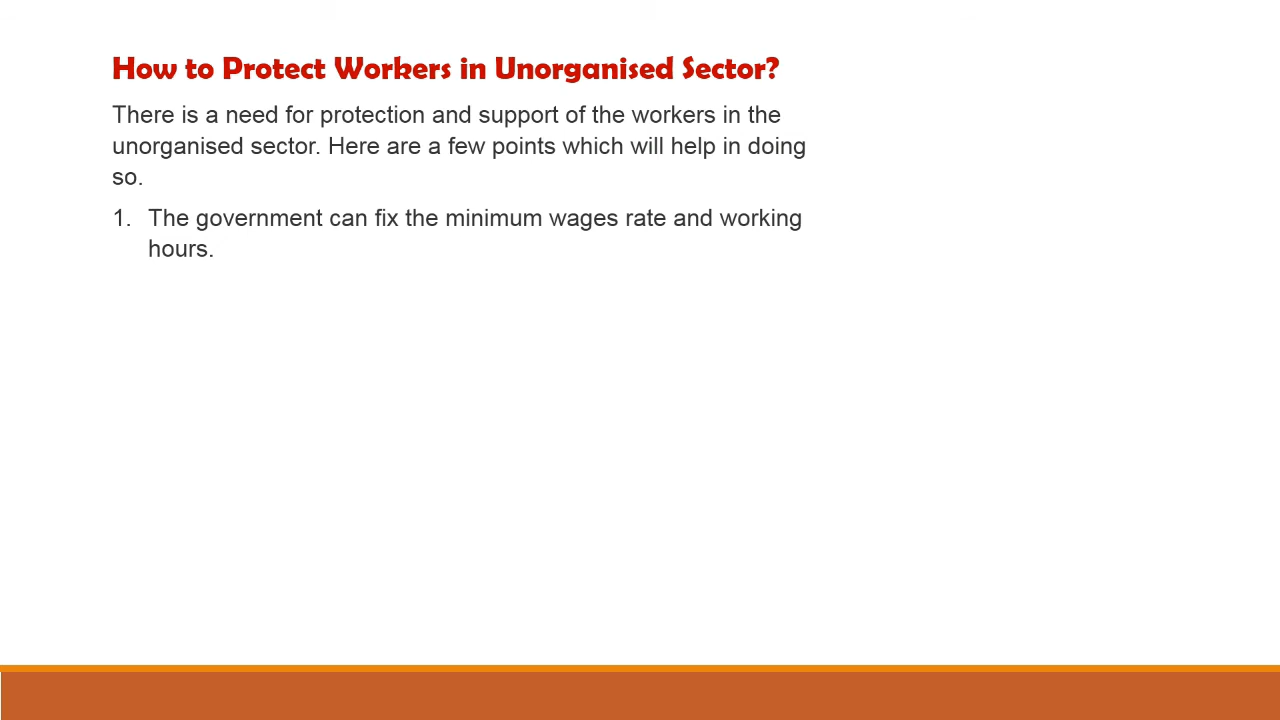 How to Protect Workers in Unorganised Sector?
There is a need for protection and support of the workers in the
unorganised sector. Here are a few points which will help in doing
so.
1. The government can fix the minimum wages rate and working
hours.